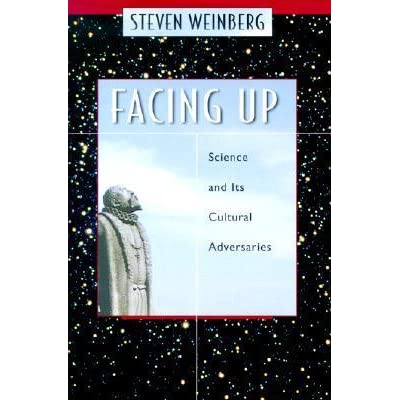 STEVEN WEINBERG
FACING UP
Science
and Its
Cultural
Adversaries